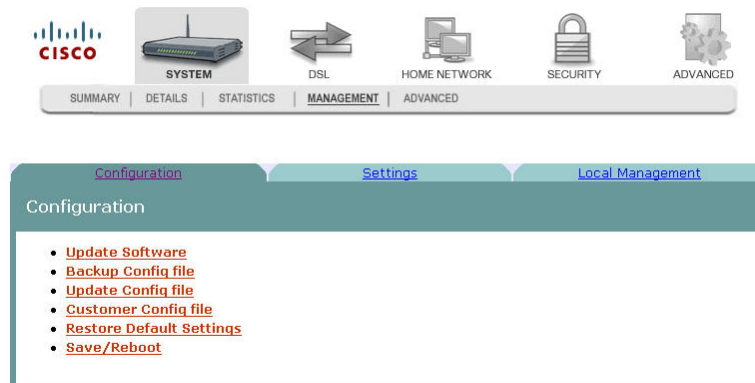 CISCO
SYSTEM DSL HOME NETWORK SECURITY ADVANCED
SUMMARY | DETAILS | STATISTICS | MANAGEMENT | ADVANCED
Configuration Settings Local Management
Configuration
Update Software
Backup Config file
Update Config file
Customer Config file
Restore Default Settings
Save/Reboot